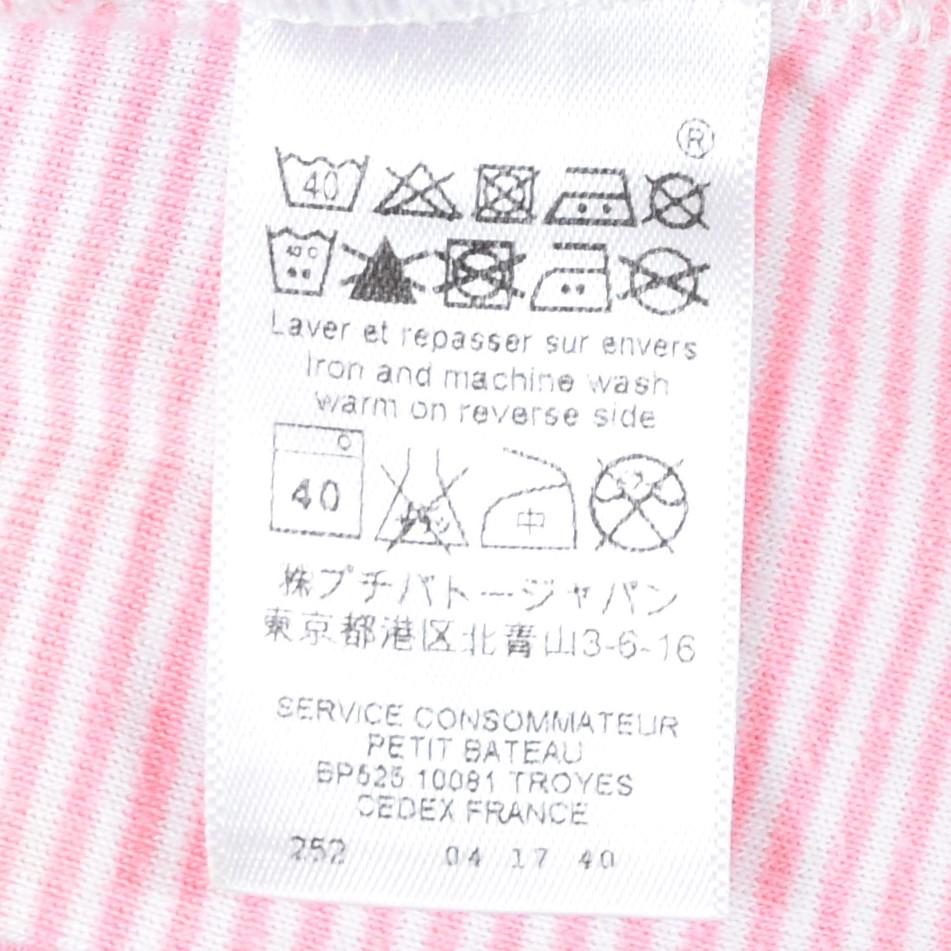 ®
40
40 C
Laver et repasser sur envers
Iron and machine wash
warm on reverse side
40
中
株プチバトージャパン
東京都港区北青山3-6-16
SERVICE CONSOMMATEUR
PETIT BATEAU
BP525 10081 TROYES
CEDEX FRANCE
252 04 17 40